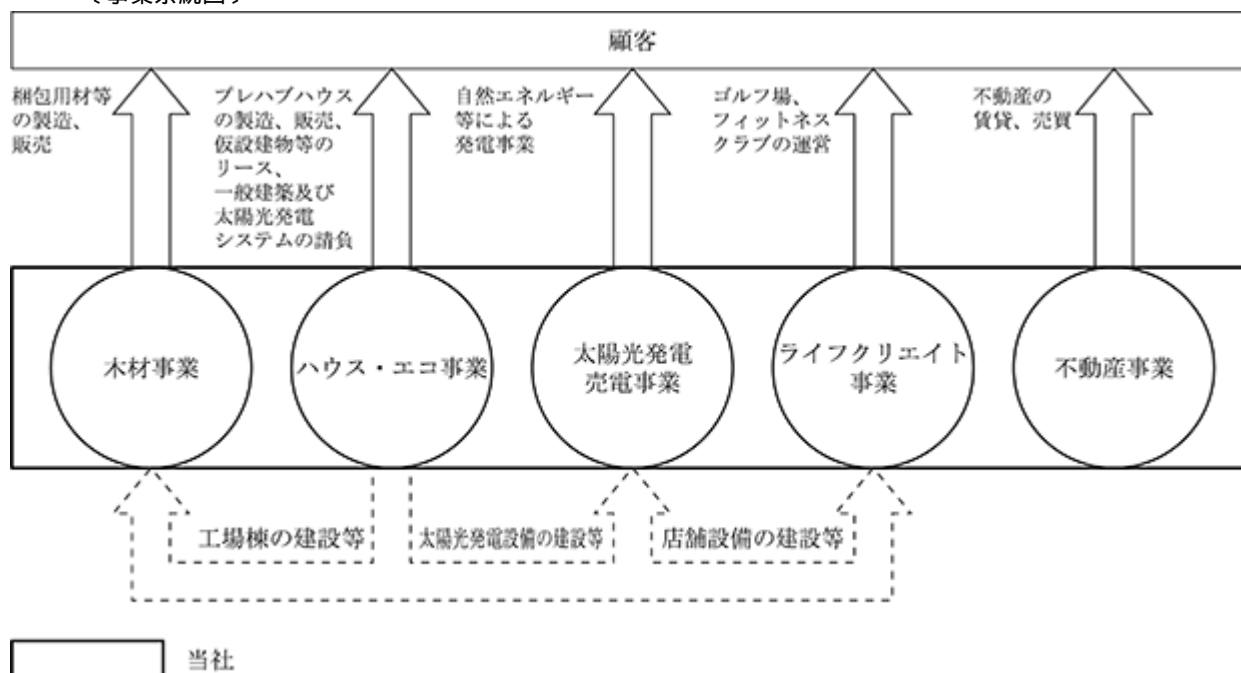 (事業系統図)
顧客
梱包用材等
の製造、
販売
プレハブハウス
の製造、販売、
仮設建物等の
リース、
一般建築及び
太陽光発電
システムの請負
自然エネルギー
等による
発電事業
ゴルフ場、
フィットネス
クラブの運営
不動産の
賃貸、売買
木材事業
ハウス・エコ事業
太陽光発電
売電事業
ライフクリエイト
事業
不動産事業
工場棟の建設等
太陽光発電設備の建設等
店舗設備の建設等
当社